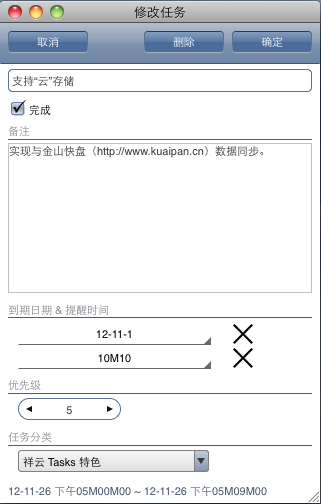 修改任务
取消
删除
确定
支持“云”存储
完成
备注
实现与金山快盘（http://www.kuaipan.cn）数据同步。
到期日期 & 提醒时间
12-11-1
10M10
优先级
5
任务分类
祥云 Tasks 特色
12-11-26 下午05M00M00 ~ 12-11-26 下午05M09M00